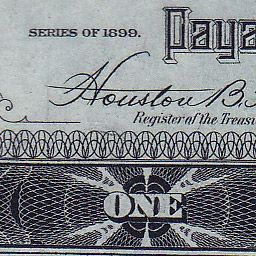 SERIES OF 1899.
Paya
Houston B.
Register of the Treas
ONE